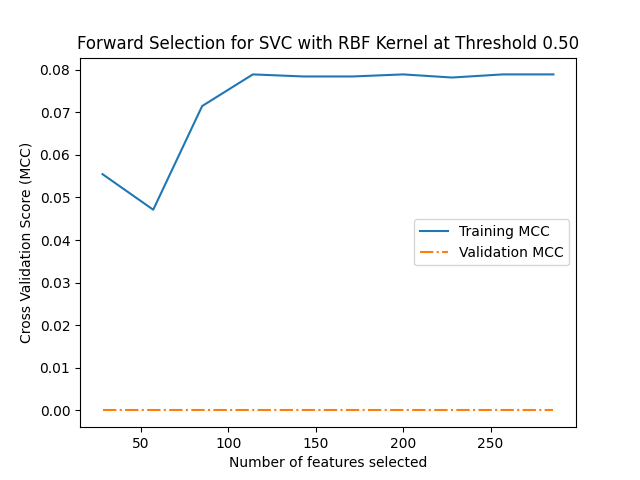 Forward Selection for SVC with RBF Kernel at Threshold 0.50
Cross Validation Score (MCC)
0.08
0.07
0.06
0.05
0.04
0.03
0.02
0.01
0.00
Training MCC
Validation MCC
50 100 150 200 250
Number of features selected